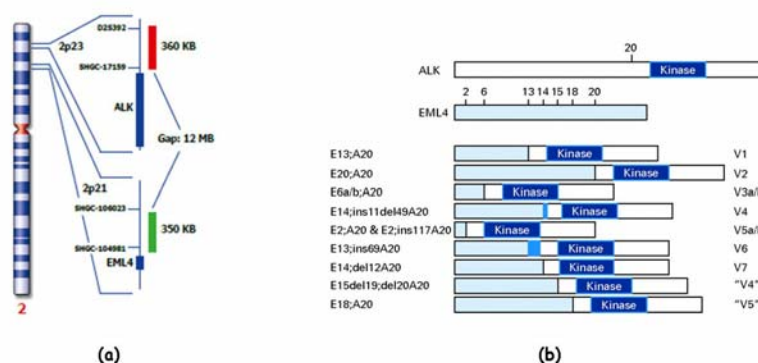 2p23
D2S392
360 KB
SHGC-17159
ALK
Gap: 12 MB
2p21
SHGC-106023
350 KB
SHGC-104981
EML4
2
(a)
20
ALK
Kinase
2 6 13 14 15 18 20
EML4
E13;A20 Kinase V1
E20;A20 Kinase V2
E6a/b;A20 Kinase
E14;ins11del49A20 Kinase V4
E2;A20 & E2;ins117A20 Kinase
E13;ins69A20 Kinase V6
E14;del12A20 Kinase V7
E15del19;del20A20 Kinase "V4"
E18;A20 Kinase "V5"
(b)